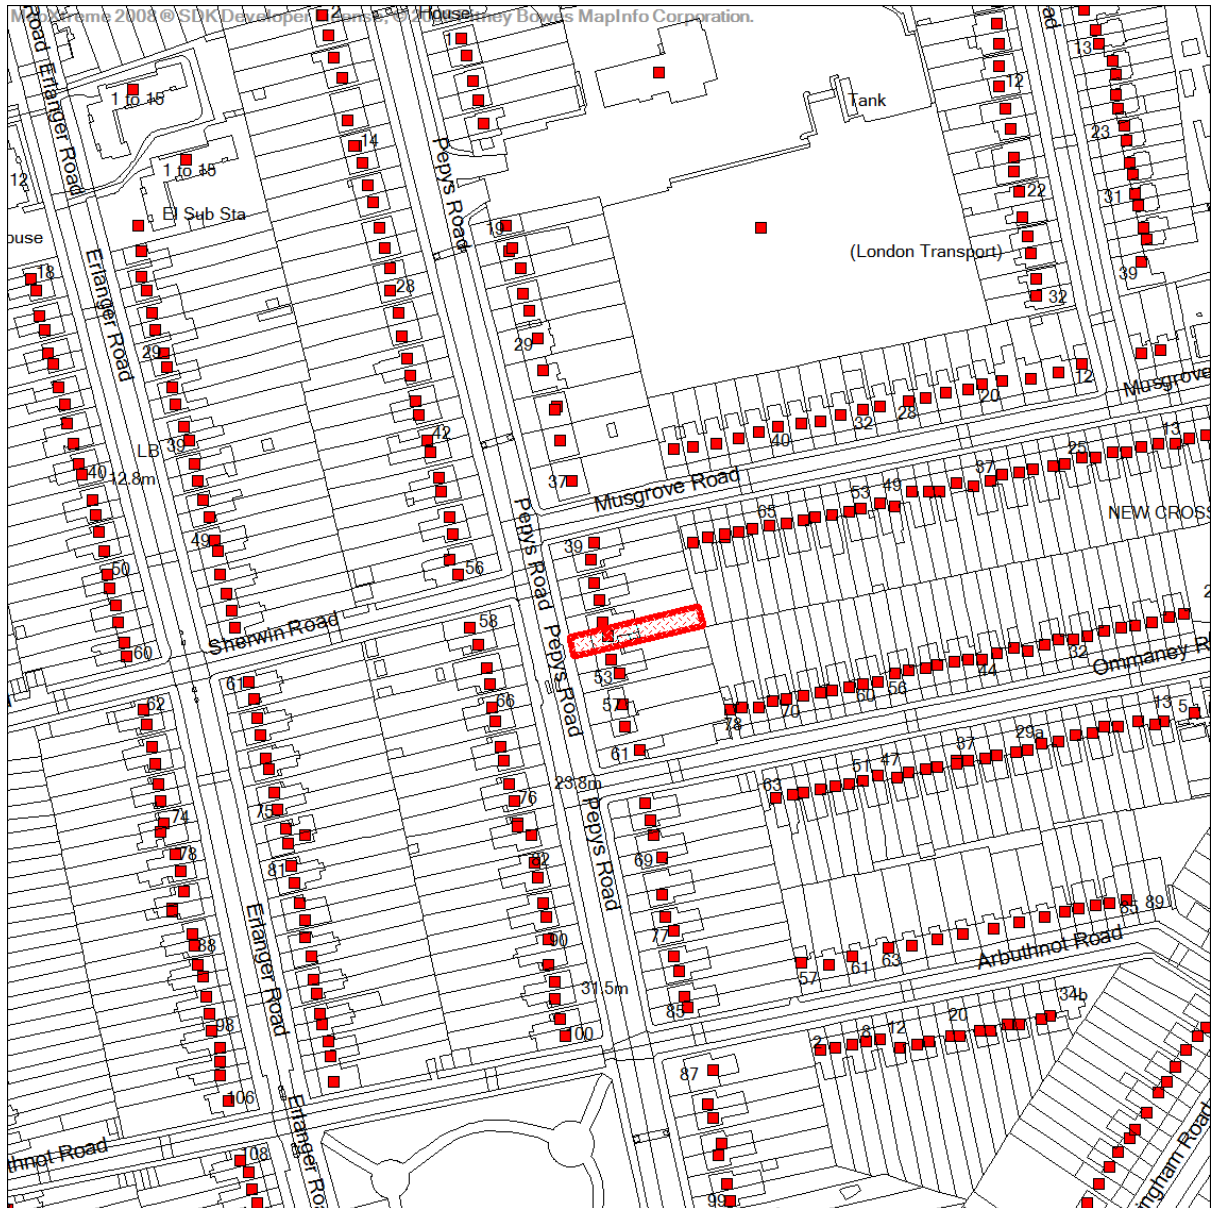 MapXtreme 2008 ® SDK Developer License, © 2008 Pitney Bowes MapInfo Corporation.
House
2
1
13
1 to 15
Tank
12
14
23
Erlanger Road
Pepys Road
12
1 to 15
22
31
El Sub Sta
19
ouse
(London Transport)
18
Erlanger Road
28
39
32
29
29
12
Musgrove
20
28
32
40
42
LB
39
13
25
40
12.8m
37
37
Musgrove Road
49
53
65
NEW CROSS
Pepys Road
49
39
50
56
2
Sherwin Road
58
32
60
Pepys Road
44
Ommaney R
53
61
56
60
62
66
57
70
78
13
5
29a
61
37
51
47
23.8m
63
75
76
74
Pepys Road
78
82
69
81
89
85
88
Erlanger Road
90
77
61
63
Arbuthnot Road
57
31.5m
34b
98
85
20
12
8
2
100
87
106
Erlanger Roa
ingham Road
thnot Road
108
99